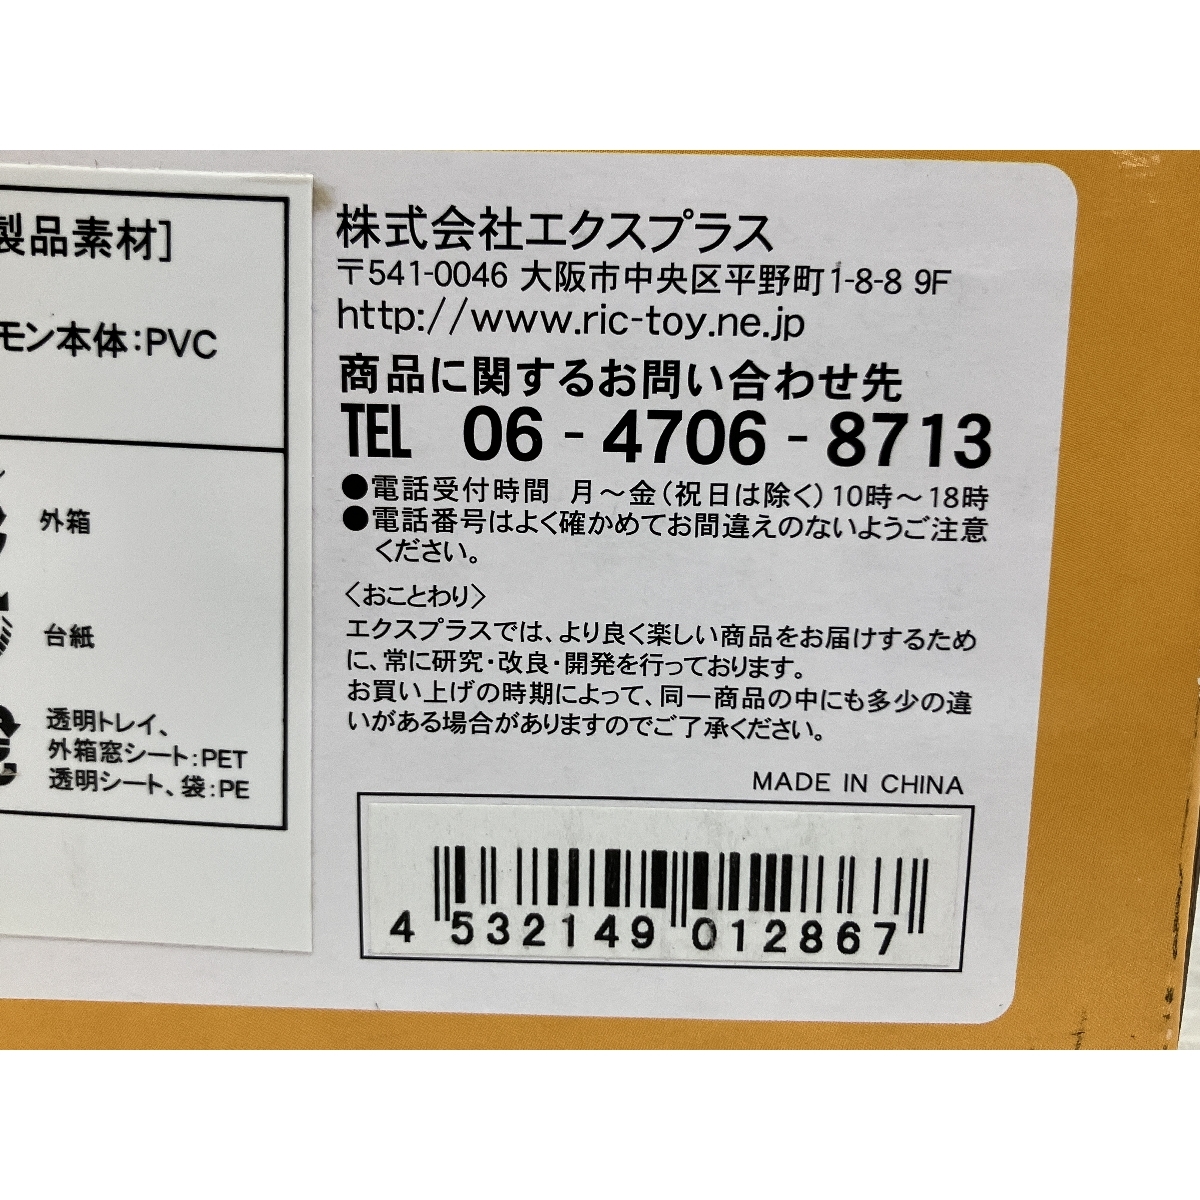 製品素材]
モン本体:PVC
外箱
台紙
透明トレイ、
外箱窓シート:PET
透明シート、袋:PE
株式会社エクスプラス
〒541-0046 大阪市中央区平野町1-8-8 9F
http://www.ric-toy.ne.jp
商品に関するお問い合わせ先
TEL 06-4706-8713
●電話受付時間 月～金(祝日は除く)10時～18時
●電話番号はよく確かめてお間違えのないようご注意
ください。
〈おことわり〉
エクスプラスでは、より良く楽しい商品をお届けするため
に、常に研究・改良・開発を行っております。
お買い上げの時期によって、同一商品の中にも多少の違
いがある場合がありますのでご了承ください。
MADE IN CHINA
4 532149 012867